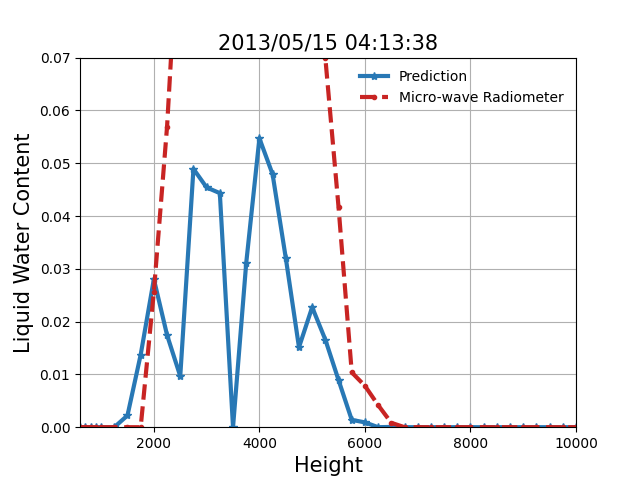 2013/05/15 04:13:38
Prediction
Micro-wave Radiometer
Liquid Water Content
0.07
0.06
0.05
0.04
0.03
0.02
0.01
0.00
2000 4000 6000 8000 10000
Height